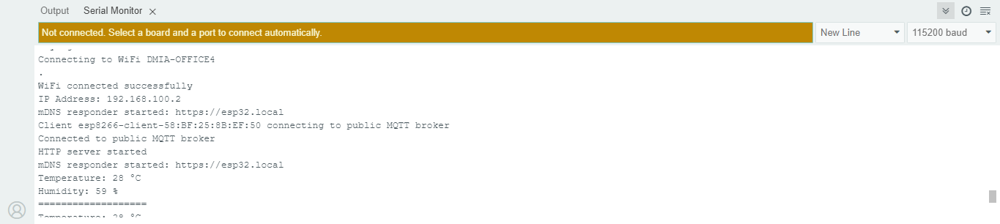 Output Serial Monitor
Not connected. Select a board and a port to connect automatically.
New Line
115200 baud
Connecting to WiFi DMIA-OFFICE4
.
WiFi connected successfully
IP Address: 192.168.100.2
mDNS responder started: https://esp32.local
Client esp8266-client-58:BF:25:8B:EF:50 connecting to public MQTT broker
Connected to public MQTT broker
HTTP server started
mDNS responder started: https://esp32.local
Temperature: 28 °C
Humidity: 59 %
===================
Temperature: 28 °C